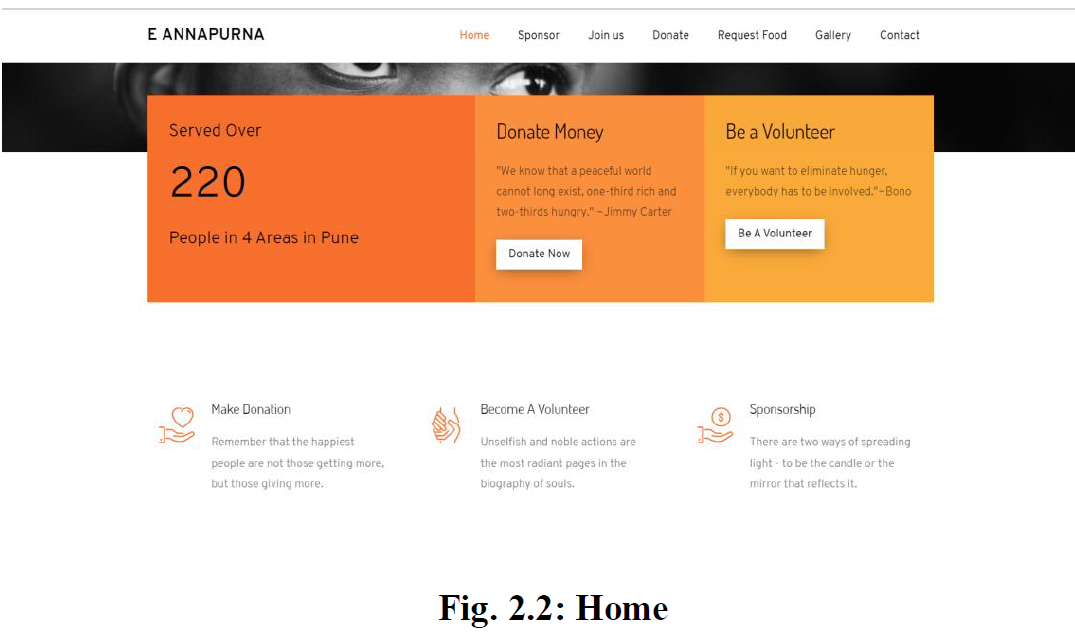 E ANNAPURNA
Home Sponsor Join us Donate Request Food Gallery Contact
Served Over
220
People in 4 Areas in Pune
Donate Money
"We know that a peaceful world
cannot long exist, one-third rich and
two-thirds hungry." –Jimmy Carter
Donate Now
Be a Volunteer
"If you want to eliminate hunger,
everybody has to be involved."–Bono
Be A Volunteer
Make Donation
Remember that the happiest
people are not those getting more,
but those giving more.
Become A Volunteer
Unselfish and noble actions are
the most radiant pages in the
biography of souls.
Sponsorship
There are two ways of spreading
light - to be the candle or the
mirror that reflects it.
Fig. 2.2: Home